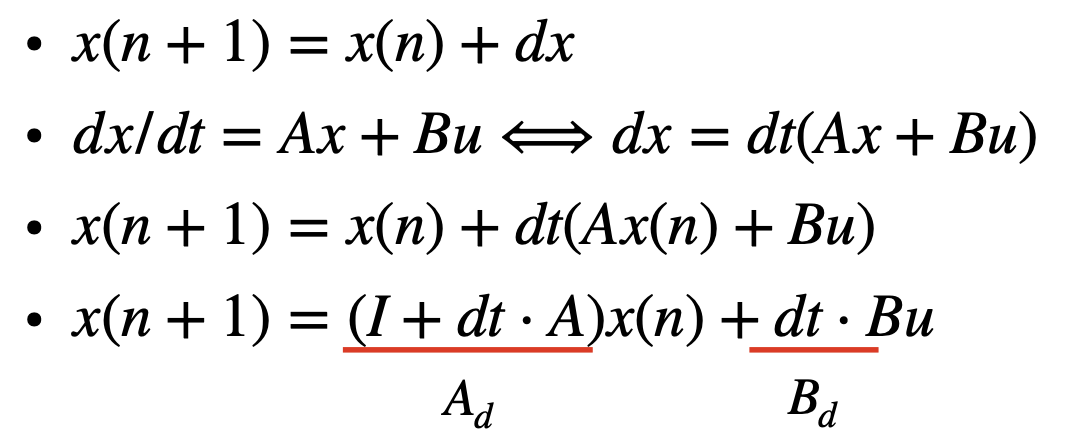 • x(n + 1) = x(n) + dx
• dx/dt = Ax + Bu ⟺ dx = dt(Ax + Bu)
• x(n + 1) = x(n) + dt(Ax(n) + Bu)
• x(n + 1) = (I + dt · A)x(n) + dt · Bu
A_d B_d